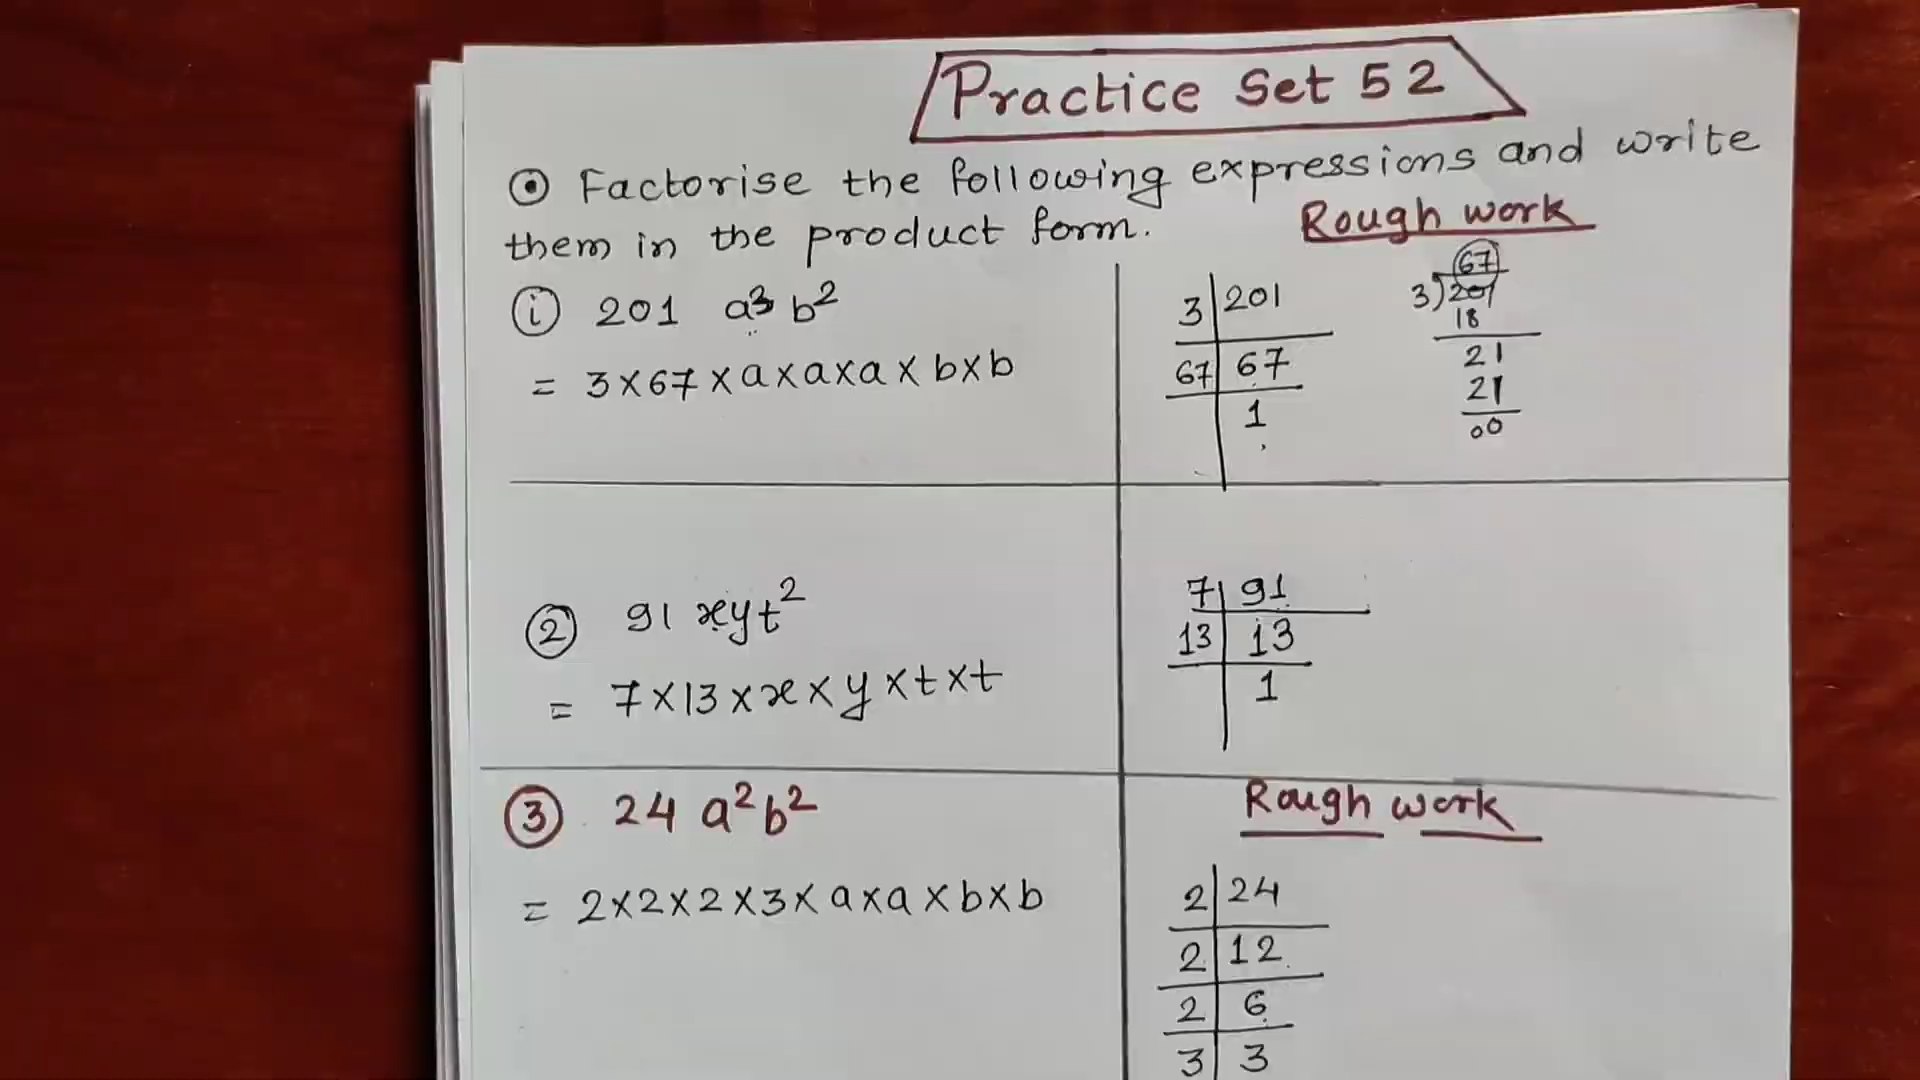 Practice Set 52
⊙ Factorise the following expressions and write
them in the product form.
Rough work
① 201 a³ b²
= 3×67×a×a×a×b×b
3 | 201
67 | 67
1
67
3)201
18
21
21
00
② 91 xyt²
= 7×13×x×y×t×t
7 | 91
13 | 13
1
③ 24 a²b²
= 2×2×2×3×a×a×b×b
Rough work
2 | 24
2 | 12
2 | 6
3 | 3